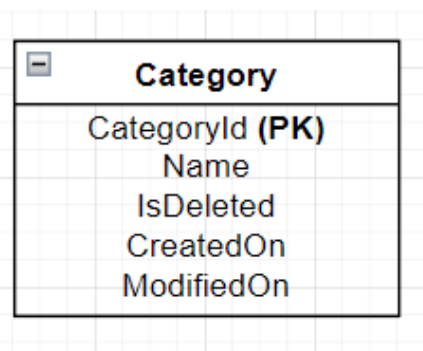 Category
CategoryId (PK)
Name
IsDeleted
CreatedOn
ModifiedOn